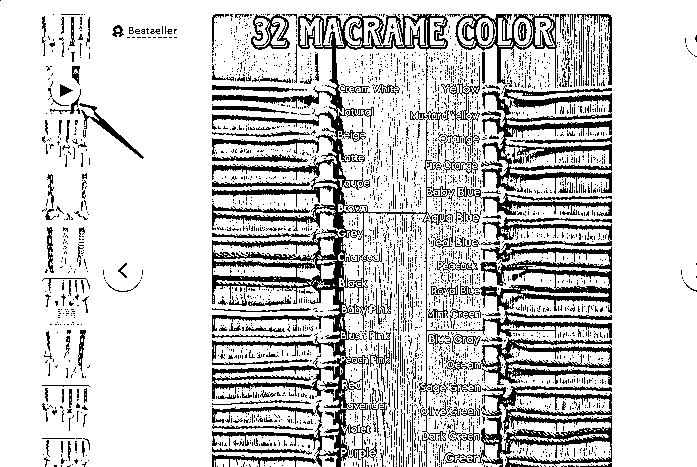 Bestseller
32 MACRAME COLOR
Cream White
Natural
Beige
Latte
Taupe
Brown
Grey
Charcoal
Black
Baby Pink
Blush Pink
Peach Pink
Red
Lavender
Violet
Purple
Yellow
Mustard Yellow
Orange
Fire Orange
Baby Blue
Aqua Blue
Teal Blue
Peacock
Royal Blue
Mint Green
Blue Gray
Ocean
Sage Green
Olive Green
Dark Green
Green